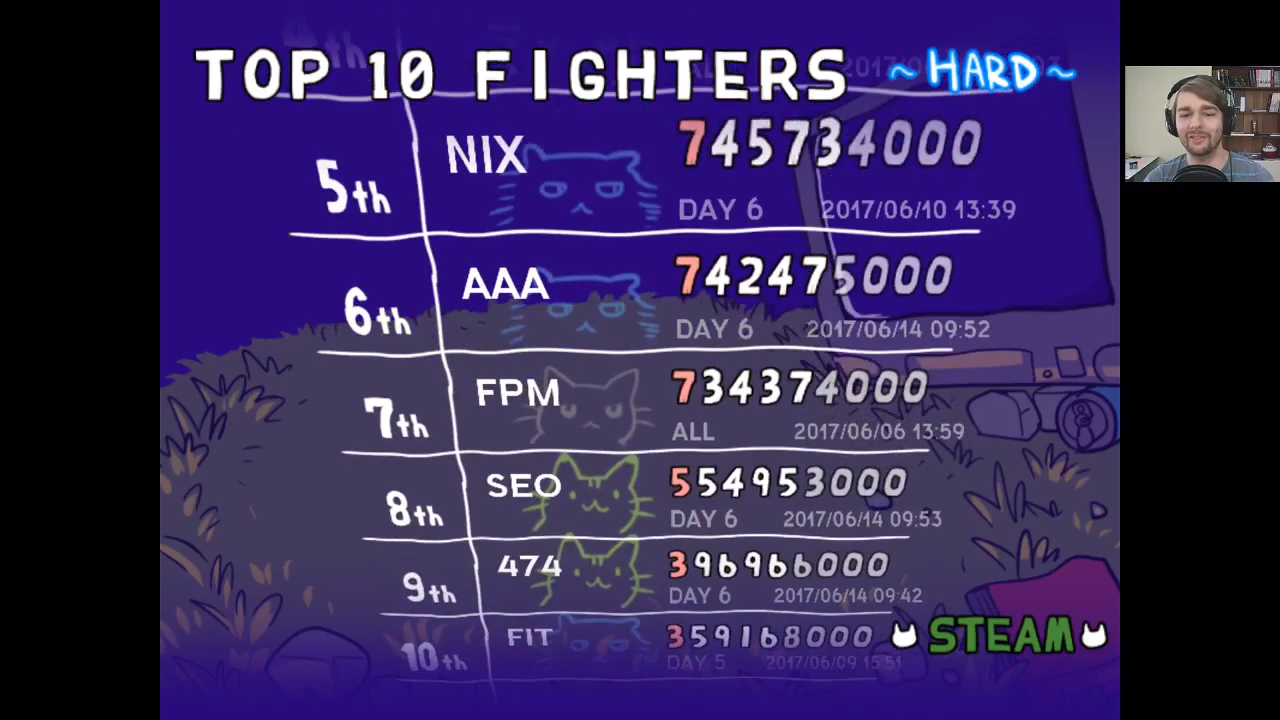 TOP 10 FIGHTERS ~HARD~
5th NIX 745734000
DAY 6 2017/06/10 13:39
6th AAA 742475000
DAY 6 2017/06/14 09:52
7th FPM 734374000
ALL 2017/06/06 13:59
8th SEO 554953000
DAY 6 2017/06/14 09:53
9th 474 396966000
DAY 6 2017/06/14 09:42
10th FIT 359168000
DAY 5 2017/06/09 15:51
STEAM